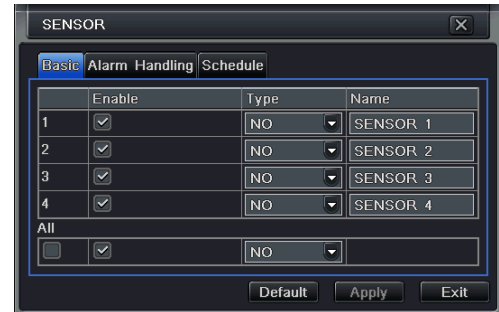 SENSOR
Basic Alarm Handling Schedule
Enable Type Name
1 NO SENSOR 1
2 NO SENSOR 2
3 NO SENSOR 3
4 NO SENSOR 4
All
NO
Default Apply Exit